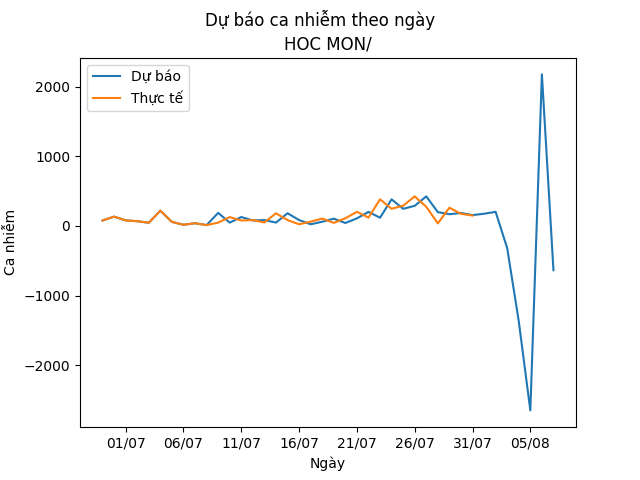 Dự báo ca nhiễm theo ngày
HOC MON/
Dự báo
Thực tế
2000
1000
0
−1000
−2000
Ca nhiễm
01/07 06/07 11/07 16/07 21/07 26/07 31/07 05/08
Ngày